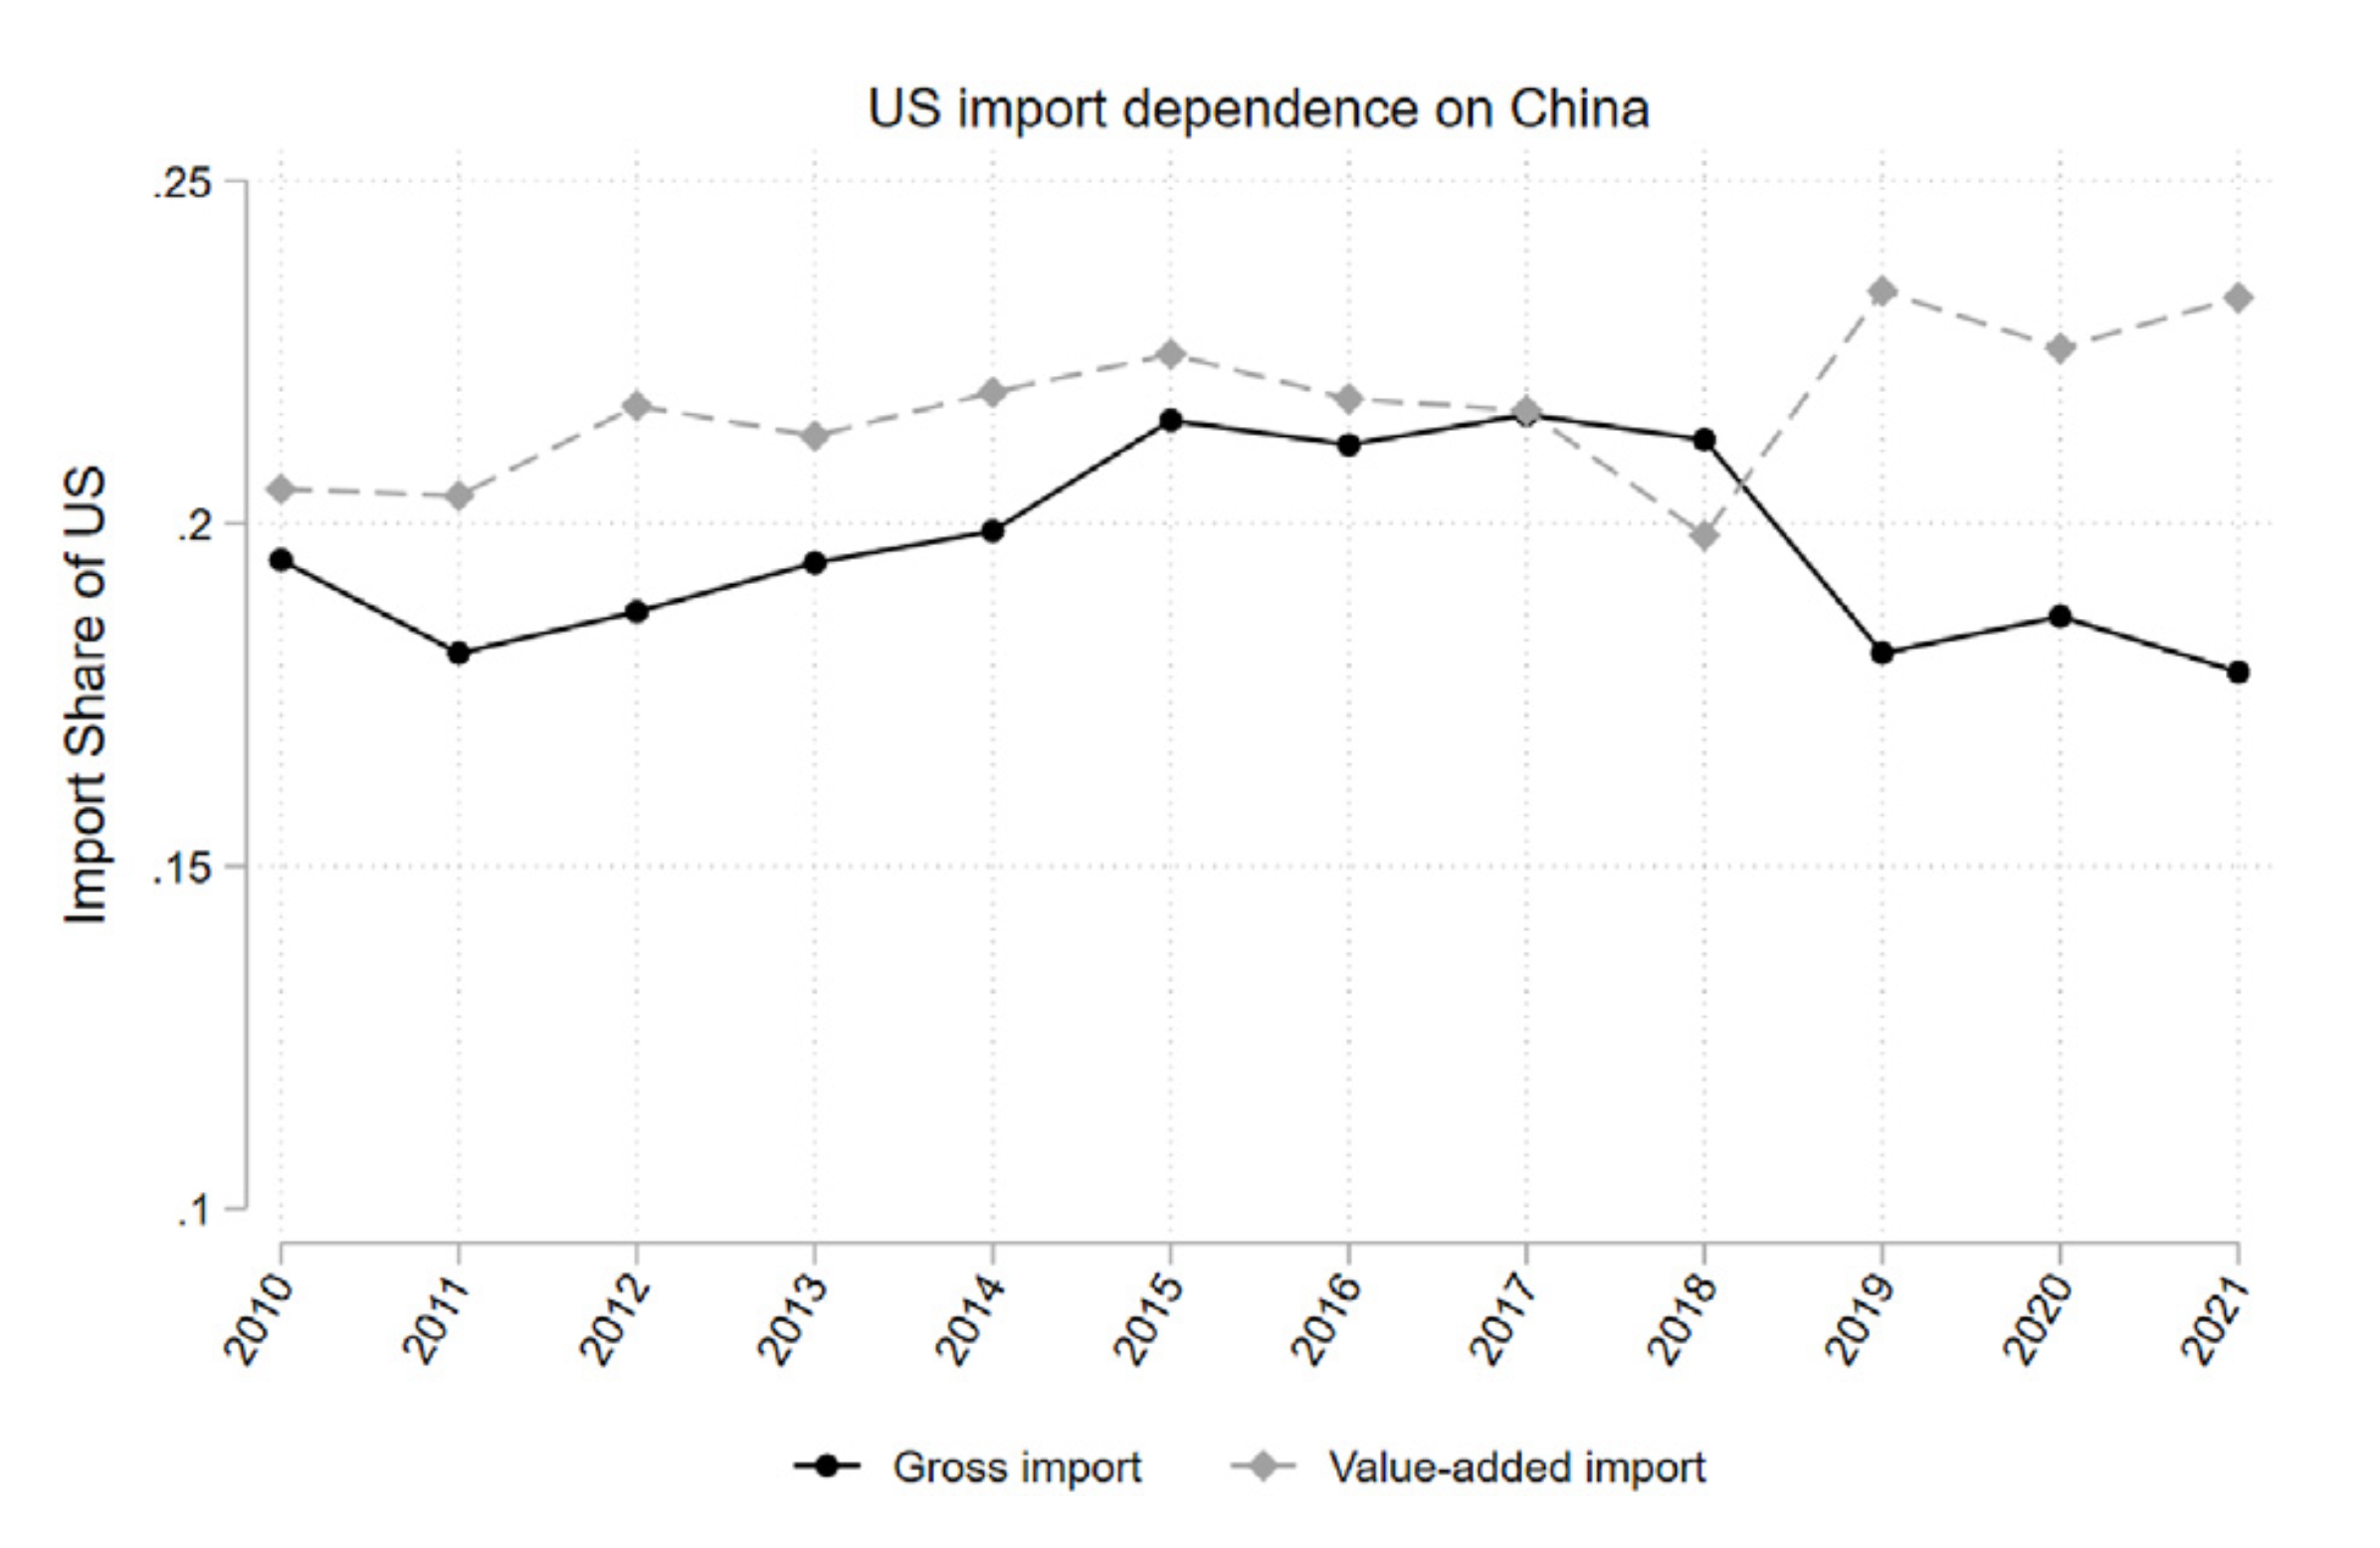 US import dependence on China
.25
.2
.15
.1
Import Share of US
2010 2011 2012 2013 2014 2015 2016 2017 2018 2019 2020 2021
Gross import Value-added import